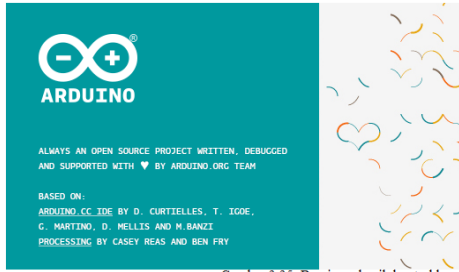 ARDUINO
ALWAYS AN OPEN SOURCE PROJECT WRITTEN, DEBUGGED
AND SUPPORTED WITH ♥ BY ARDUINO.ORG TEAM
BASED ON:
ARDUINO.CC IDE BY D. CURTIELLES, T. IGOE,
G. MARTINO, D. MELLIS AND M.BANZI
PROCESSING BY CASEY REAS AND BEN FRY